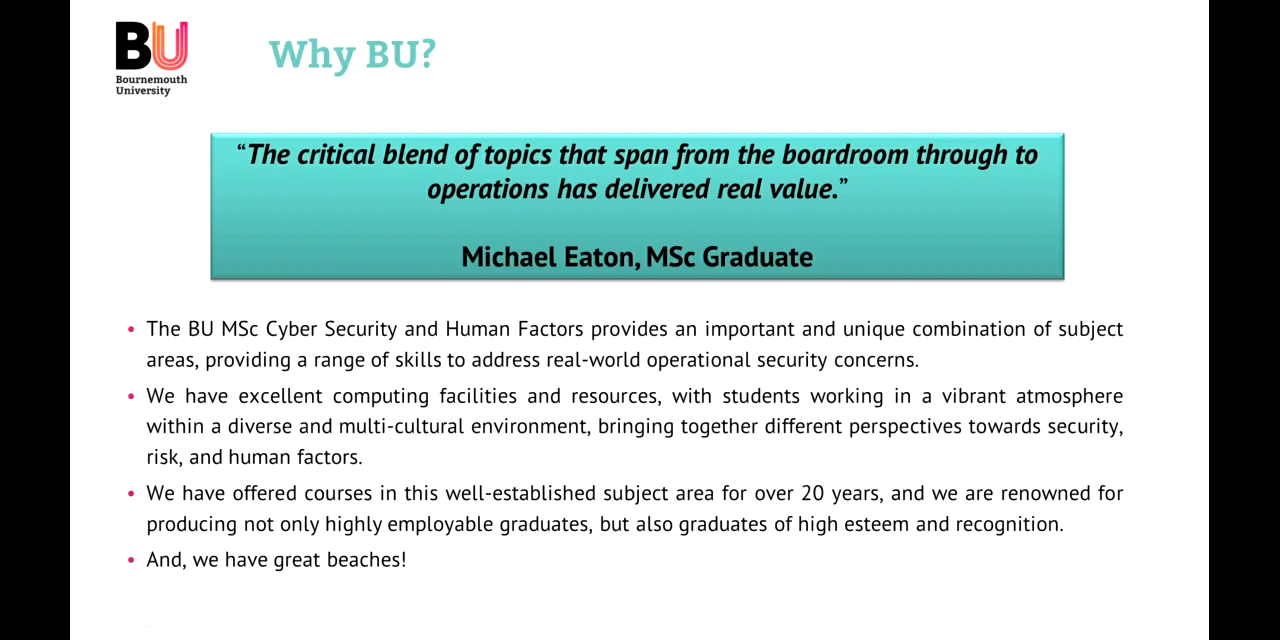 BU
Bournemouth
University
Why BU?
“The critical blend of topics that span from the boardroom through to
operations has delivered real value.”
Michael Eaton, MSc Graduate
• The BU MSc Cyber Security and Human Factors provides an important and unique combination of subject
areas, providing a range of skills to address real-world operational security concerns.
• We have excellent computing facilities and resources, with students working in a vibrant atmosphere
within a diverse and multi-cultural environment, bringing together different perspectives towards security,
risk, and human factors.
• We have offered courses in this well-established subject area for over 20 years, and we are renowned for
producing not only highly employable graduates, but also graduates of high esteem and recognition.
• And, we have great beaches!